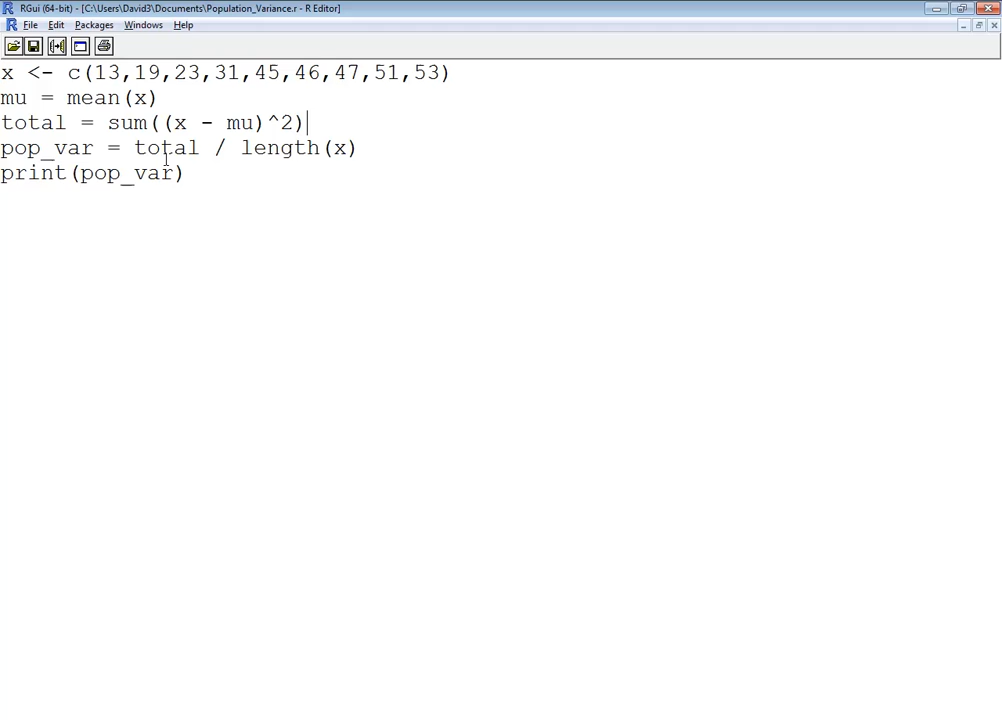 RGui (64-bit) - [C:\Users\David3\Documents\Population_Variance.r - R Editor]
File Edit Packages Windows Help
x <- c(13,19,23,31,45,46,47,51,53)
mu = mean(x)
total = sum((x - mu)^2)
pop_var = total / length(x)
print(pop_var)